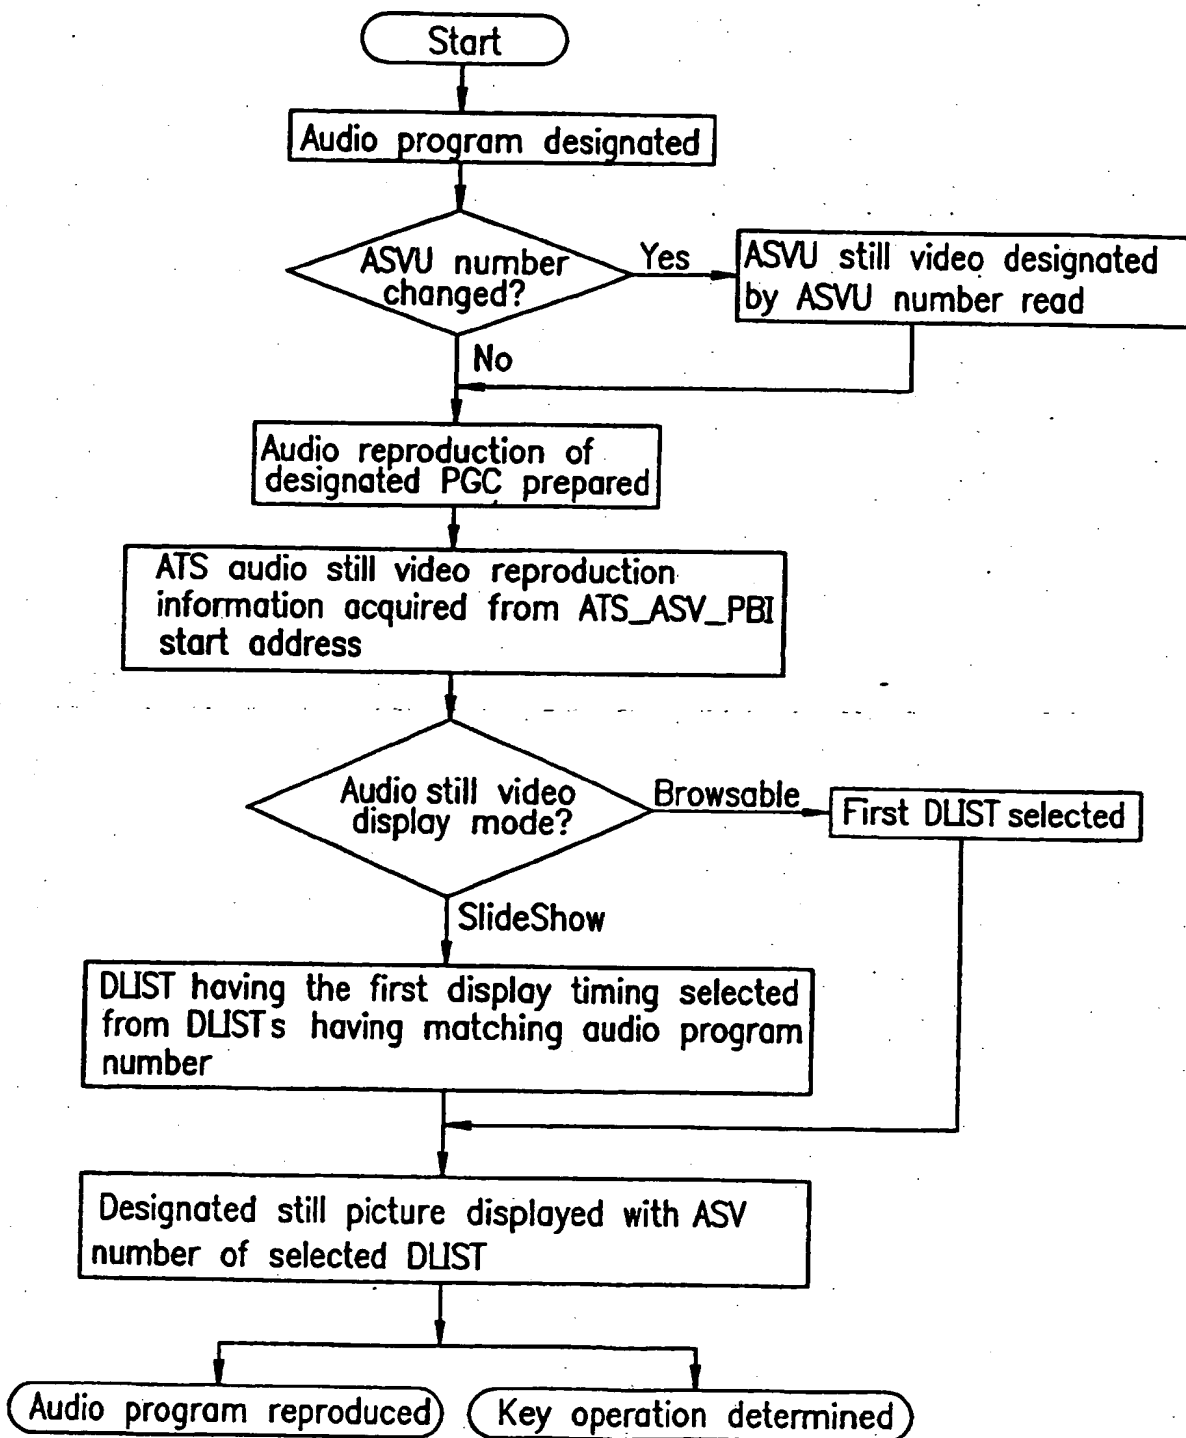 Start
Audio program designated
ASVU number
changed?
Yes
ASVU still video designated
by ASVU number read
No
Audio reproduction of
designated PGC prepared
ATS audio still video reproduction
information acquired from ATS_ASV_PBI
start address
Audio still video
display mode?
Browsable
First DLIST selected
SlideShow
DLIST having the first display timing selected
from DLISTs having matching audio program
number
Designated still picture displayed with ASV
number of selected DLIST
Audio program reproduced
Key operation determined